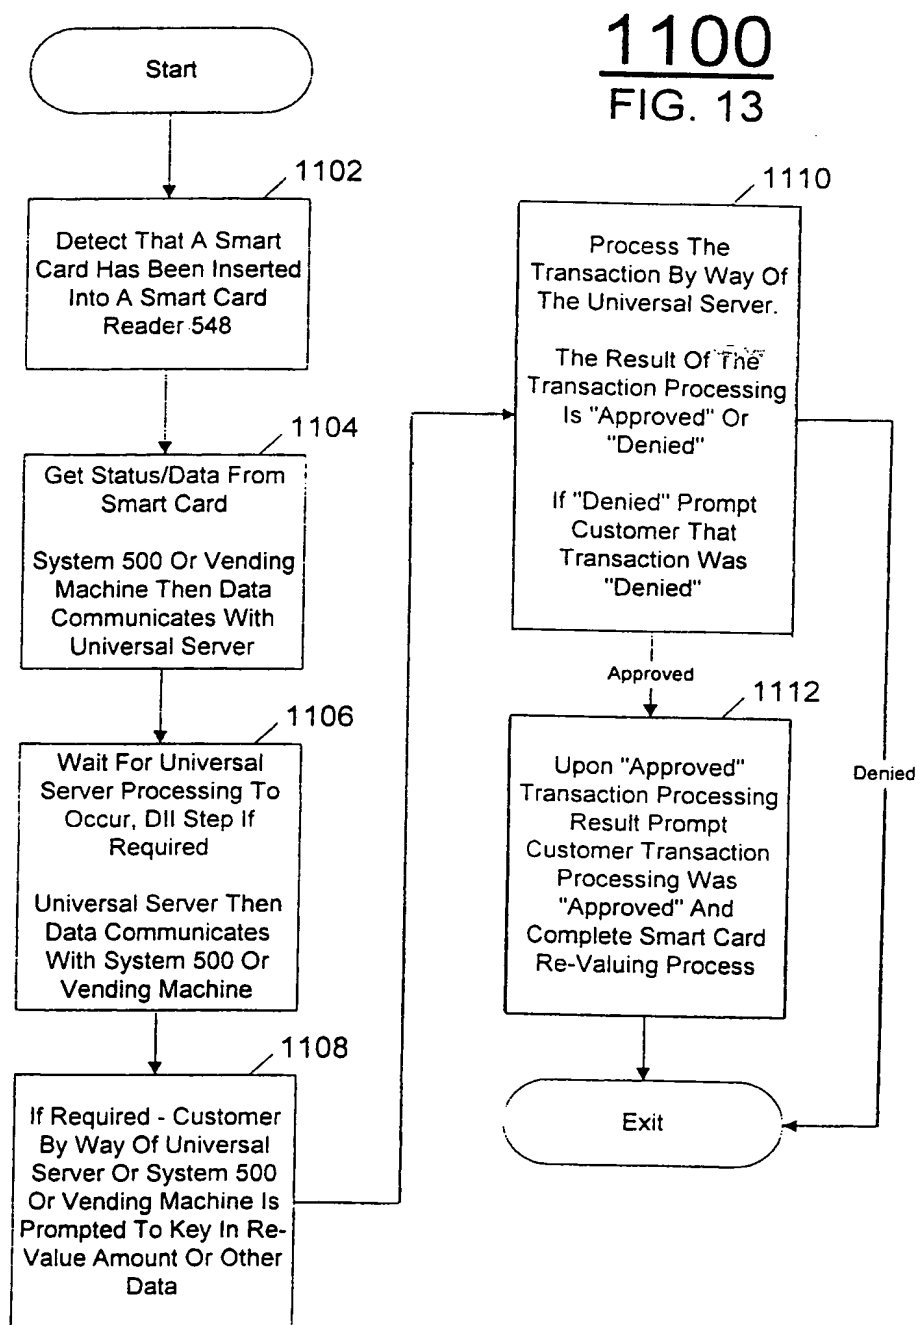 1100
FIG. 13
Start
1102
Detect That A Smart
Card Has Been Inserted
Into A Smart Card
Reader 548
1104
Get Status/Data From
Smart Card
System 500 Or Vending
Machine Then Data
Communicates With
Universal Server
1106
Wait For Universal
Server Processing To
Occur, DII Step If
Required
Universal Server Then
Data Communicates
With System 500 Or
Vending Machine
1108
If Required - Customer
By Way Of Universal
Server Or System 500
Or Vending Machine Is
Prompted To Key In Re-
Value Amount Or Other
Data
1110
Process The
Transaction By Way Of
The Universal Server.
The Result Of The
Transaction Processing
Is "Approved" Or
"Denied"
If "Denied" Prompt
Customer That
Transaction Was
"Denied"
Approved
Denied
1112
Upon "Approved"
Transaction Processing
Result Prompt
Customer Transaction
Processing Was
"Approved" And
Complete Smart Card
Re-Valuing Process
Exit